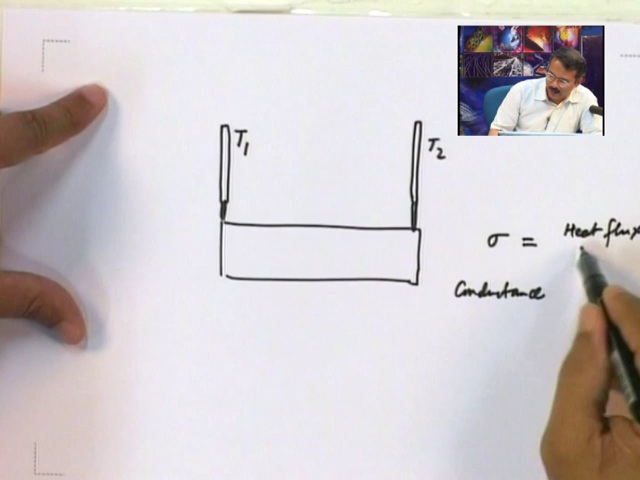 T1
T2
σ = Heat flux
Conductance